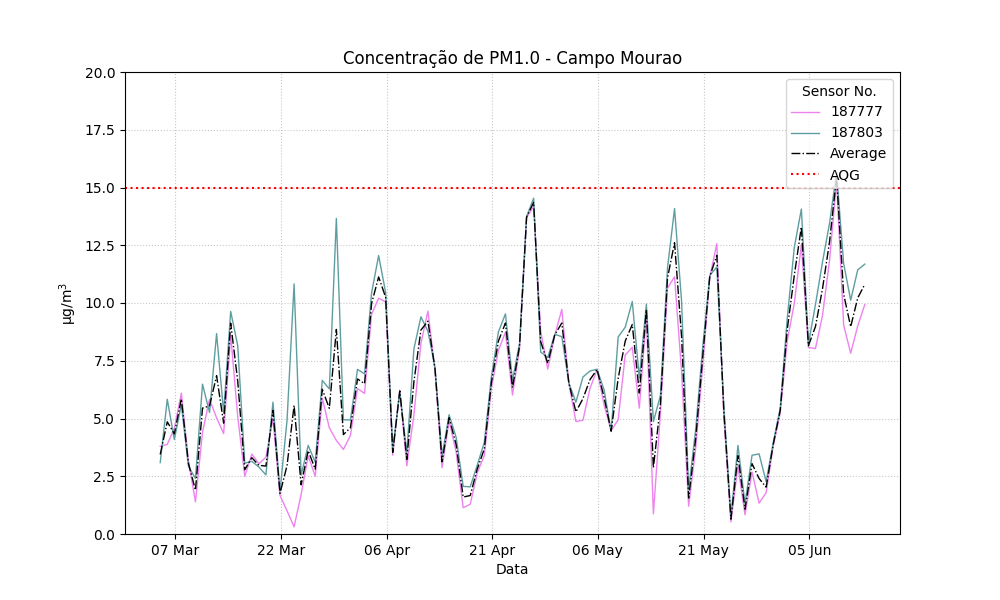 Concentração de PM1.0 - Campo Mourao
20.0
17.5
15.0
12.5
10.0
7.5
5.0
2.5
0.0
µg/m³
Sensor No.
187777
187803
Average
AQG
07 Mar
22 Mar
06 Apr
21 Apr
06 May
21 May
05 Jun
Data